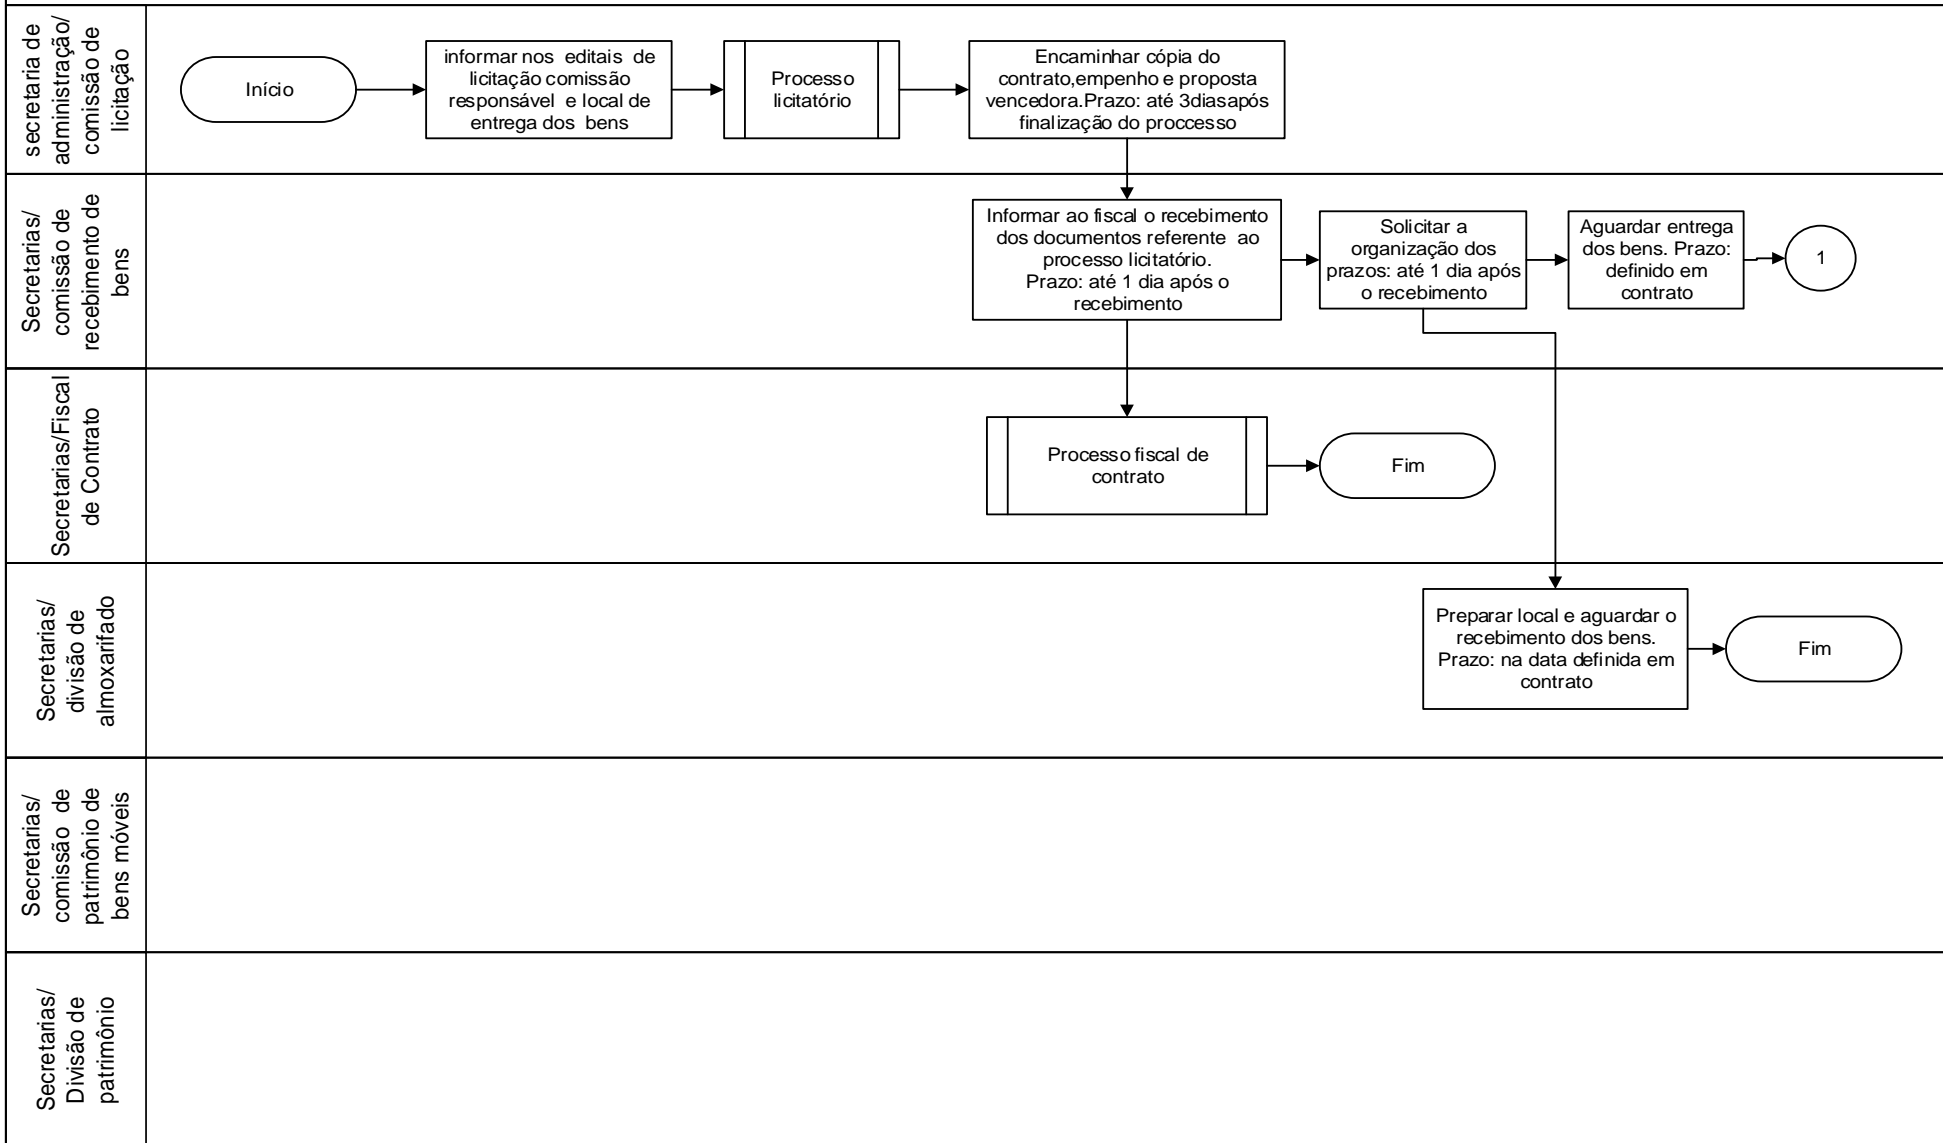 secretaria de
administração/
comissão de
licitação
Início
informar nos editais de
licitação comissão
responsável e local de
entrega dos bens
Processo
licitatório
Encaminhar cópia do
contrato,empenho e proposta
vencedora.Prazo: até 3diasapós
finalização do proccesso
Secretarias/
comissão de
recebimento de
bens
Informar ao fiscal o recebimento
dos documentos referente ao
processo licitatório.
Prazo: até 1 dia após o
recebimento
Solicitar a
organização dos
prazos: até 1 dia após
o recebimento
Aguardar entrega
dos bens. Prazo:
definido em
contrato
1
Secretarias/Fiscal
de Contrato
Processo fiscal de
contrato
Fim
Secretarias/
divisão de
almoxarifado
Preparar local e aguardar o
recebimento dos bens.
Prazo: na data definida em
contrato
Fim
Secretarias/
comissão de
patrimônio de
bens móveis
Secretarias/
Divisão de
patrimônio